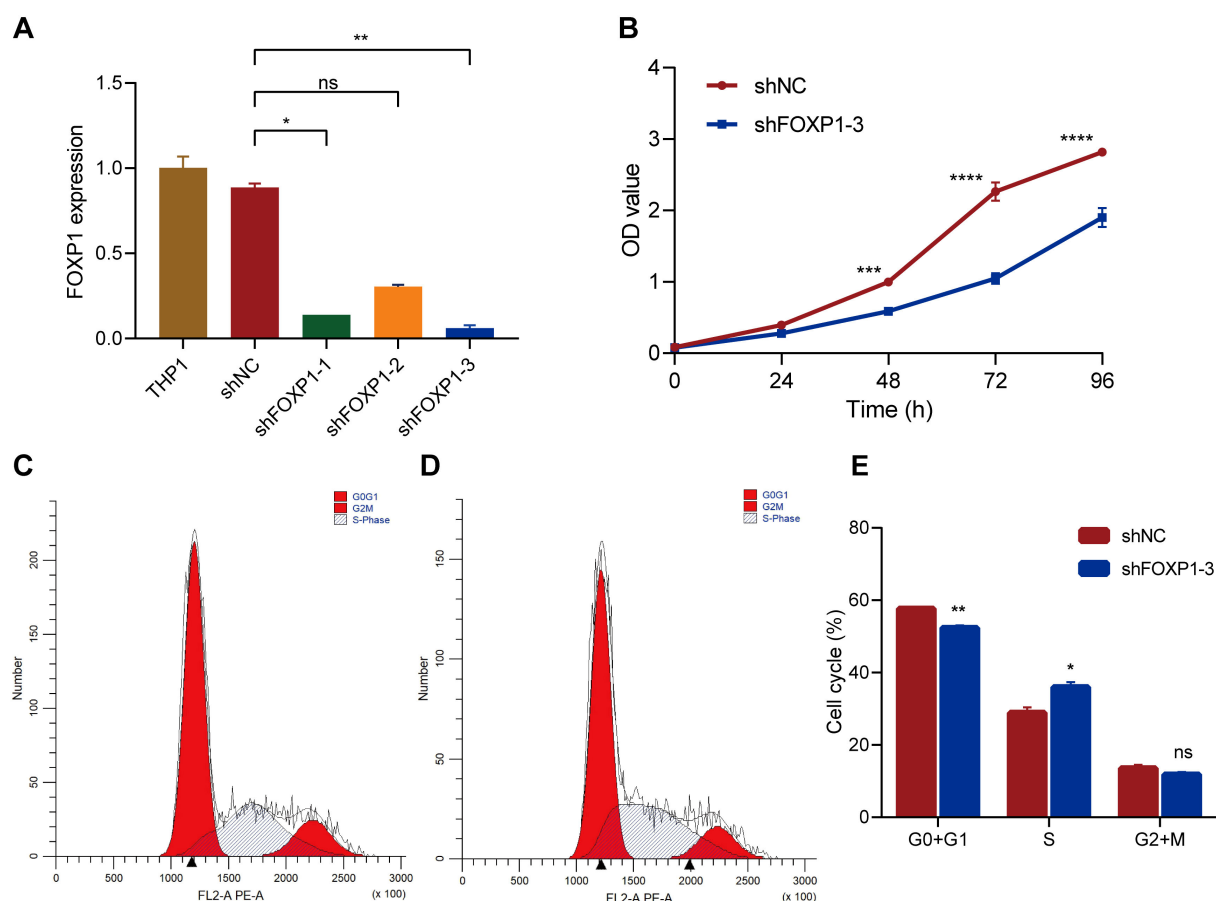 A
**
ns
*
1.5
1.0
0.5
0.0
FOXP1 expression
THP1
shNC
shFOXP1-1
shFOXP1-2
shFOXP1-3
B
shNC
shFOXP1-3
4
3
2
1
0
OD value
***
****
****
0 24 48 72 96
Time (h)
C
G0G1
G2M
S-Phase
200
150
100
50
0
Number
0 500 1000 1500 2000 2500 3000
(x 100)
FL2-A PE-A
D
G0G1
G2M
S-Phase
150
100
50
0
Number
0 500 1000 1500 2000 2500 3000
(x 100)
FL2-A PE-A
E
shNC
shFOXP1-3
80
60
40
20
0
Cell cycle (%)
**
*
ns
G0+G1 S G2+M